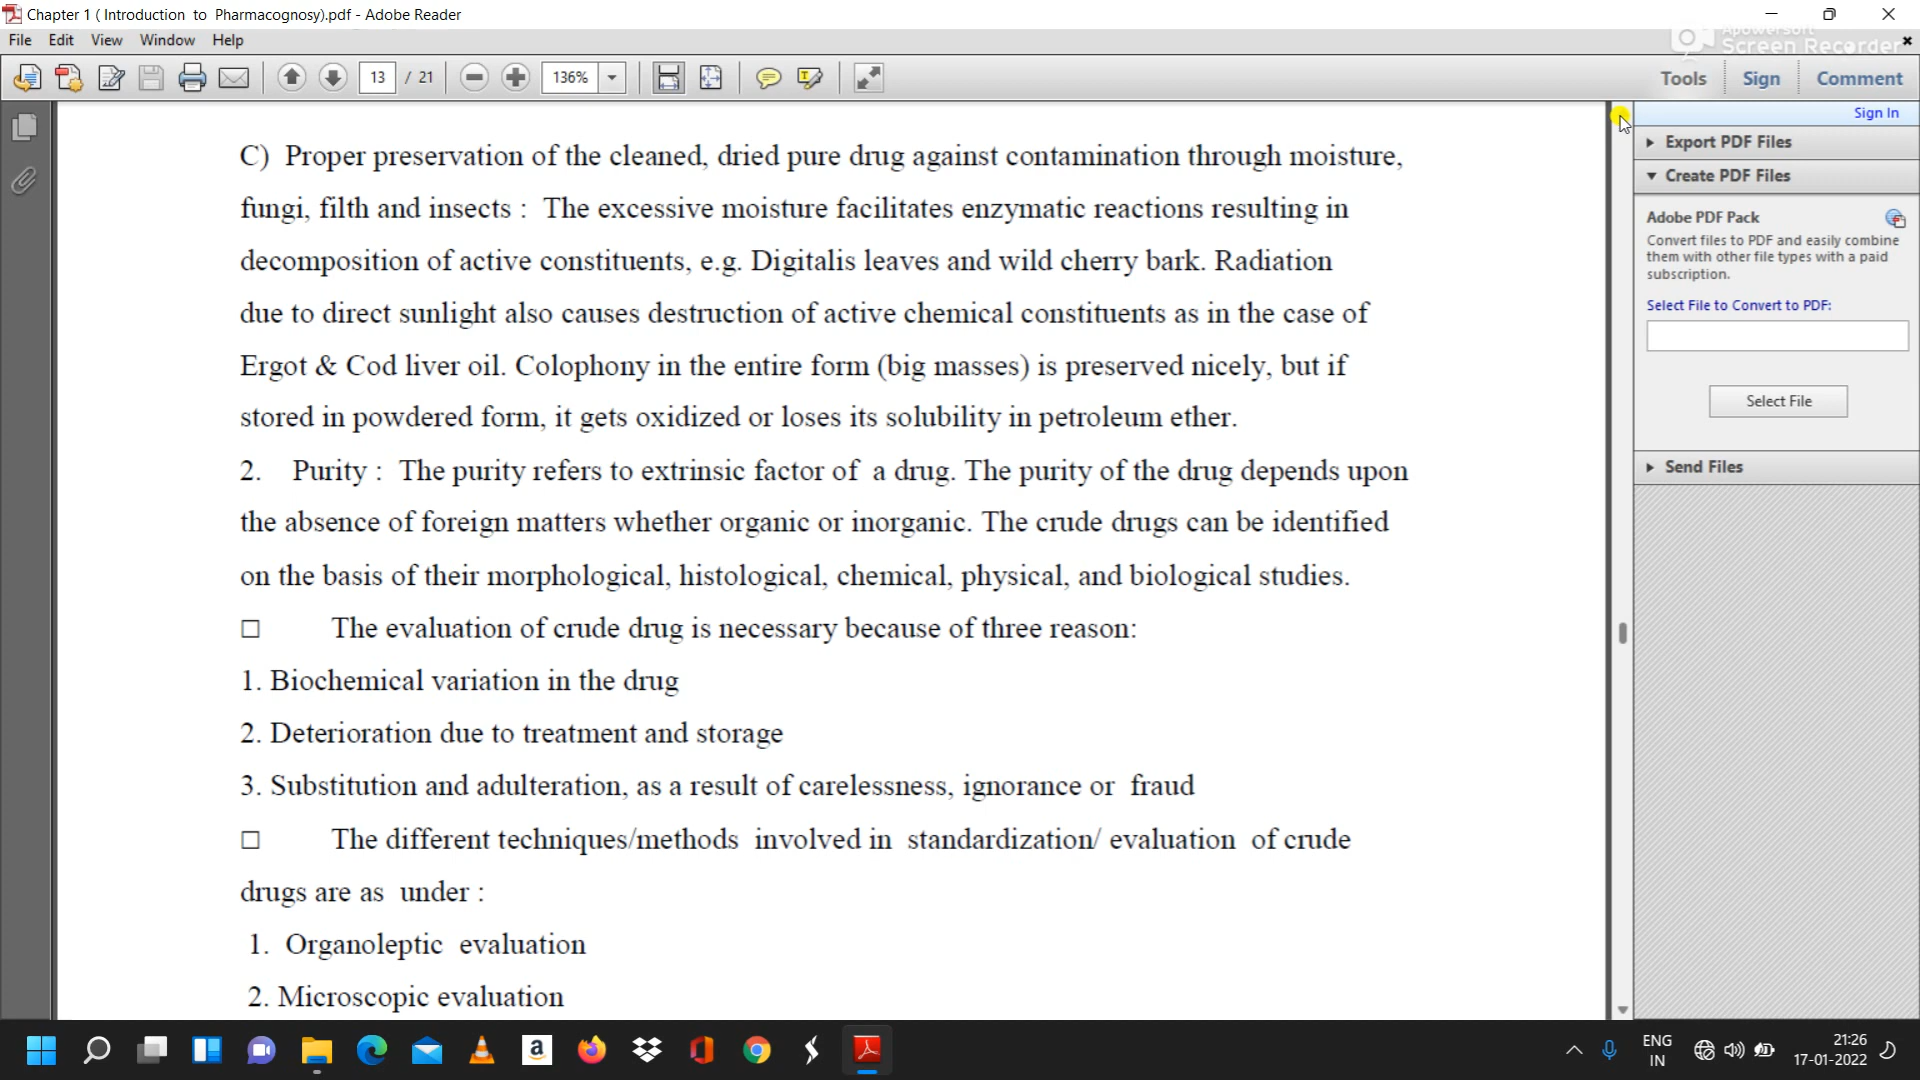 Chapter 1 ( Introduction to Pharmacognosy).pdf - Adobe Reader
File Edit View Window Help
Apowersoft
Screen Recorder
13 / 21 136% Tools Sign Comment
Sign In
Export PDF Files
Create PDF Files
Adobe PDF Pack
Convert files to PDF and easily combine
them with other file types with a paid
subscription.
Select File to Convert to PDF:
Select File
Send Files
C) Proper preservation of the cleaned, dried pure drug against contamination through moisture,
fungi, filth and insects : The excessive moisture facilitates enzymatic reactions resulting in
decomposition of active constituents, e.g. Digitalis leaves and wild cherry bark. Radiation
due to direct sunlight also causes destruction of active chemical constituents as in the case of
Ergot & Cod liver oil. Colophony in the entire form (big masses) is preserved nicely, but if
stored in powdered form, it gets oxidized or loses its solubility in petroleum ether.
2. Purity : The purity refers to extrinsic factor of a drug. The purity of the drug depends upon
the absence of foreign matters whether organic or inorganic. The crude drugs can be identified
on the basis of their morphological, histological, chemical, physical, and biological studies.
□ The evaluation of crude drug is necessary because of three reason:
1. Biochemical variation in the drug
2. Deterioration due to treatment and storage
3. Substitution and adulteration, as a result of carelessness, ignorance or fraud
□ The different techniques/methods involved in standardization/ evaluation of crude
drugs are as under :
1. Organoleptic evaluation
2. Microscopic evaluation
ENG
IN
21:26
17-01-2022